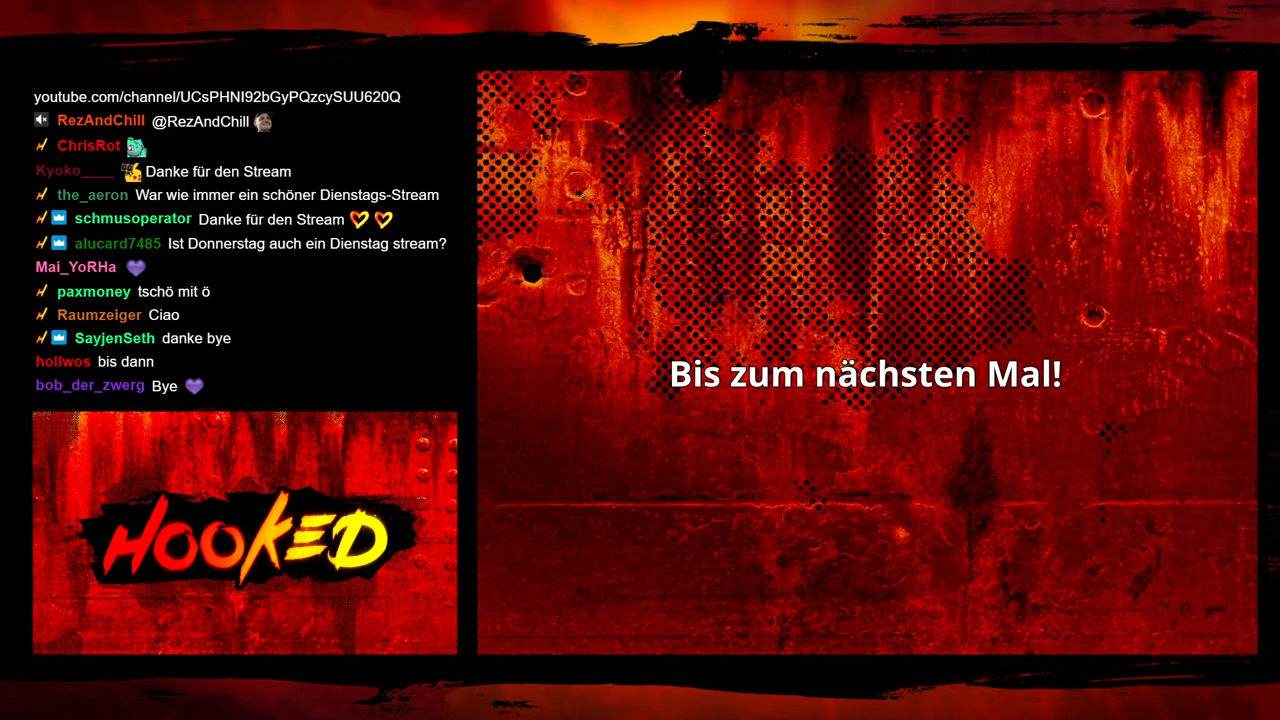 youtube.com/channel/UCsPHNI92bGyPQzcySUU620Q
RezAndChill @RezAndChill
ChrisRot
Kyoko____ Danke für den Stream
the_aeron War wie immer ein schöner Dienstags-Stream
schmusoperator Danke für den Stream
alucard7485 Ist Donnerstag auch ein Dienstag stream?
Mai_YoRHa
paxmoney tschö mit ö
Raumzeiger Ciao
SayjenSeth danke bye
hollwos bis dann
bob_der_zwerg Bye
HOOKED
Bis zum nächsten Mal!